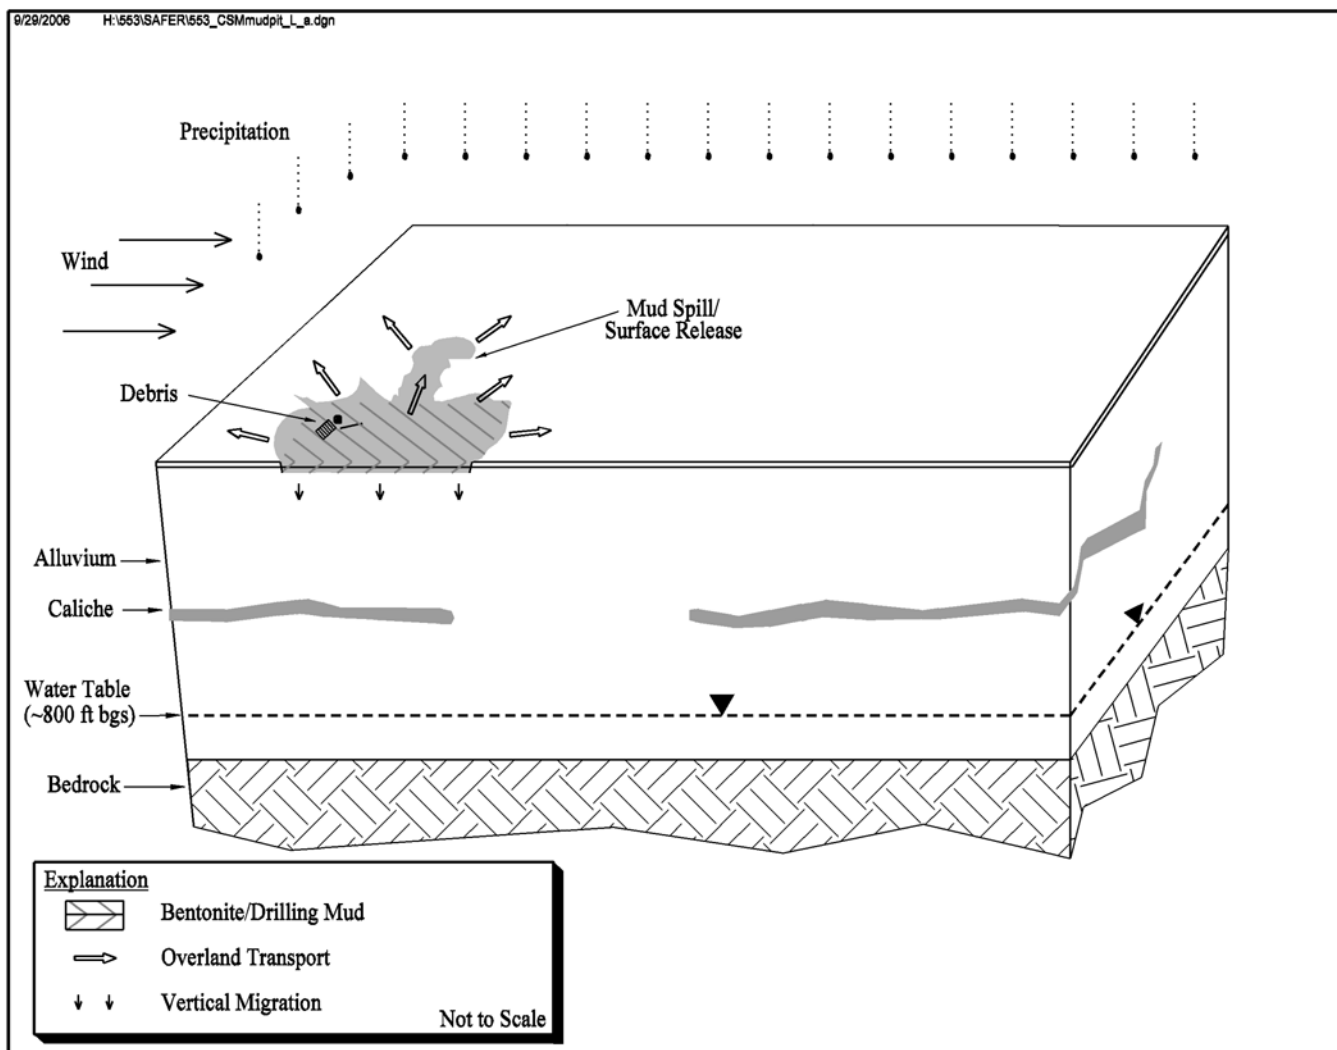 9/29/2006 H:\553\SAFER\553_CSMmudpit_L_a.dgn
Precipitation
Wind
Mud Spill/
Surface Release
Debris
Alluvium
Caliche
Water Table
(~800 ft bgs)
Bedrock
Explanation
Bentonite/Drilling Mud
Overland Transport
Vertical Migration
Not to Scale